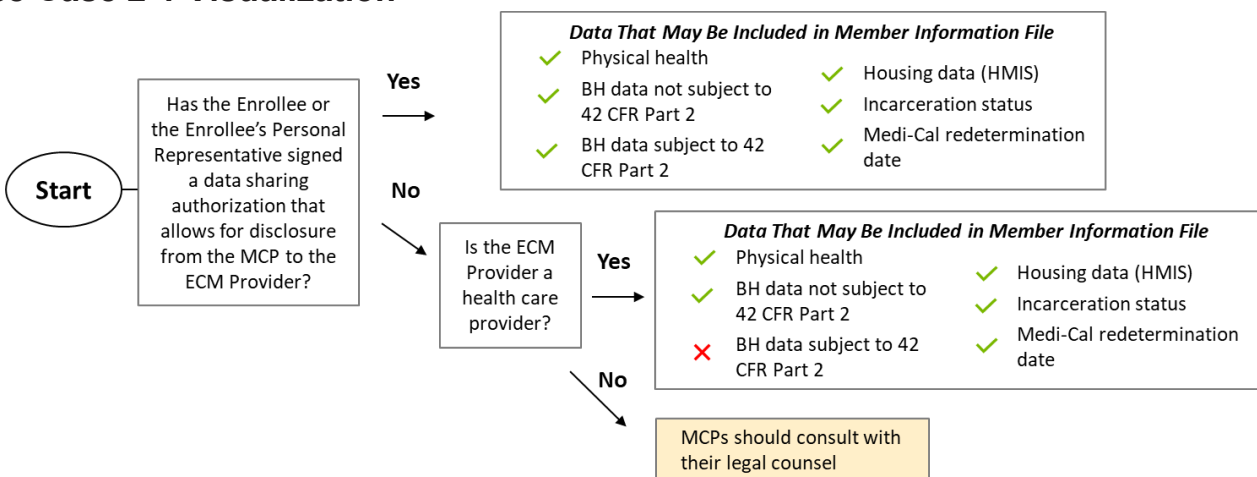 Data That May Be Included in Member Information File
Physical health
BH data not subject to
42 CFR Part 2
BH data subject to 42
CFR Part 2
Housing data (HMIS)
Incarceration status
Medi-Cal redetermination
date
Start
Has the Enrollee or
the Enrollee's Personal
Representative signed
a data sharing
authorization that
allows for disclosure
from the MCP to the
ECM Provider?
Yes
No
Is the ECM
Provider a
health care
provider?
Yes
Data That May Be Included in Member Information File
Physical health
BH data not subject to
42 CFR Part 2
BH data subject to 42
CFR Part 2
Housing data (HMIS)
Incarceration status
Medi-Cal redetermination
date
No
MCPs should consult with
their legal counsel